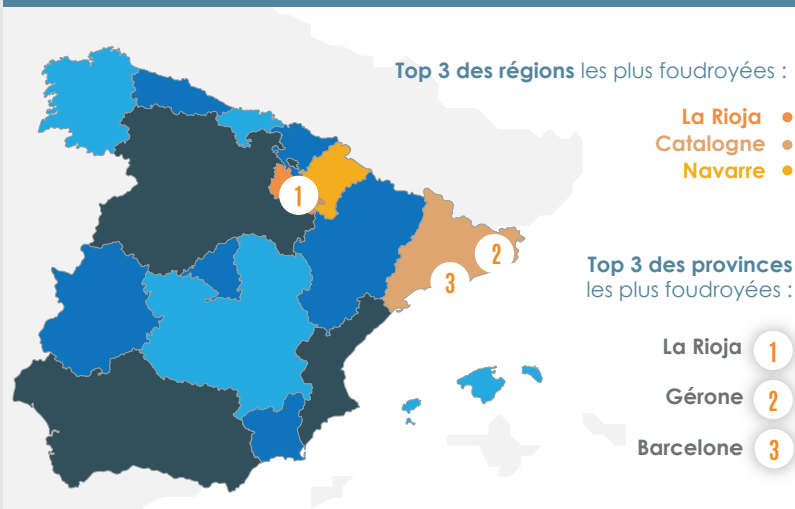 Top 3 des régions les plus foudroyées :
La Rioja
Catalogne
Navarre
1
2
3
Top 3 des provinces
les plus foudroyées :
La Rioja 1
Gérone 2
Barcelone 3